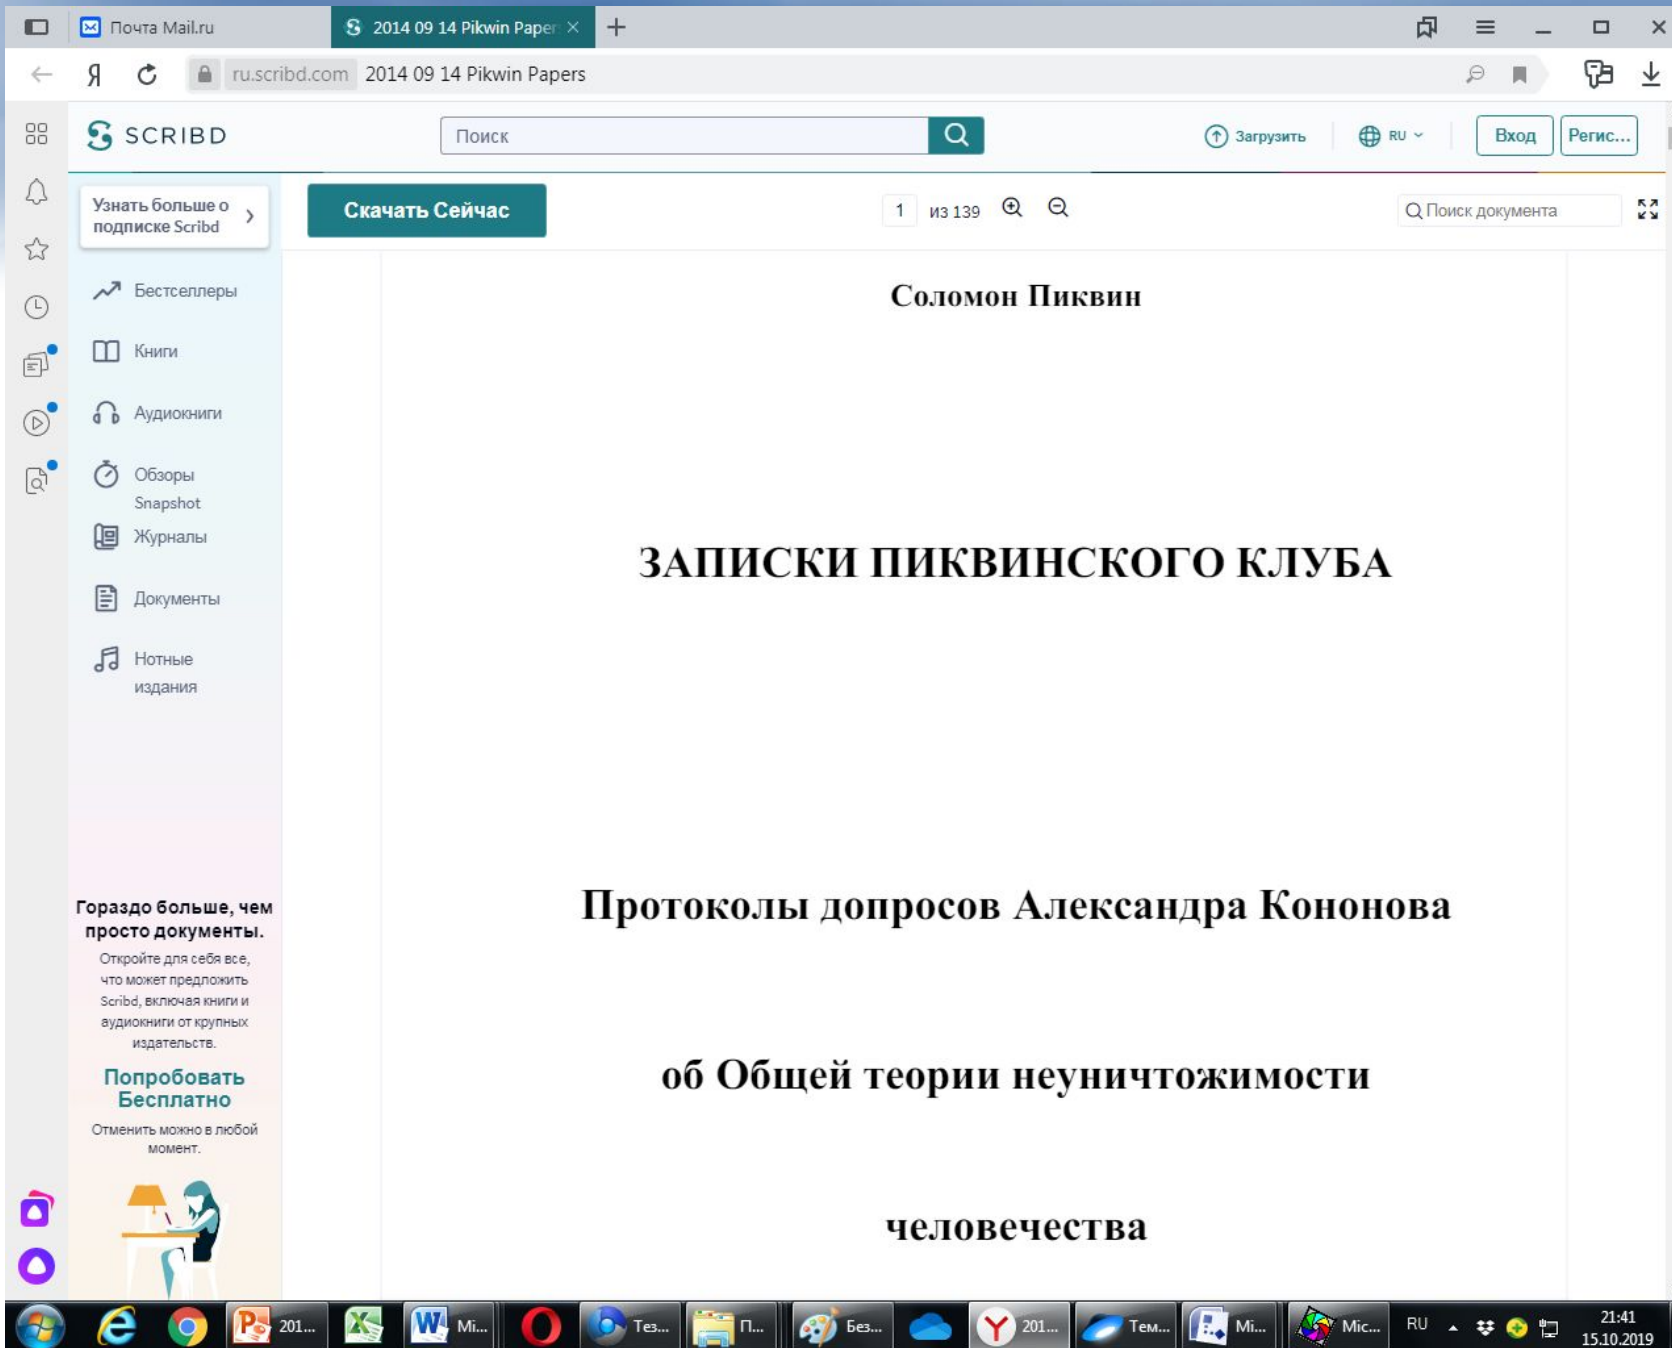 Почта Mail.ru
2014 09 14 Pikwin Paper
ru.scribd.com 2014 09 14 Pikwin Papers
SCRIBD
Поиск
Загрузить
RU
Вход
Регис...
Узнать больше о
подписке Scribd
Скачать Сейчас
1 из 139
Поиск документа
Бестселлеры
Книги
Аудиокниги
Обзоры
Snapshot
Журналы
Документы
Нотные
издания
Гораздо больше, чем
просто документы.
Откройте для себя все,
что может предложить
Scribd, включая книги и
аудиокниги от крупных
издательств.
Попробовать
Бесплатно
Отменить можно в любой
момент.
Соломон Пиквин
ЗАПИСКИ ПИКВИНСКОГО КЛУБА
Протоколы допросов Александра Кононова
об Общей теории неуничтожимости
человечества
201...
Mi...
Тез...
П...
Без...
201...
Тем...
Mi...
Mic...
RU
21:41
15.10.2019